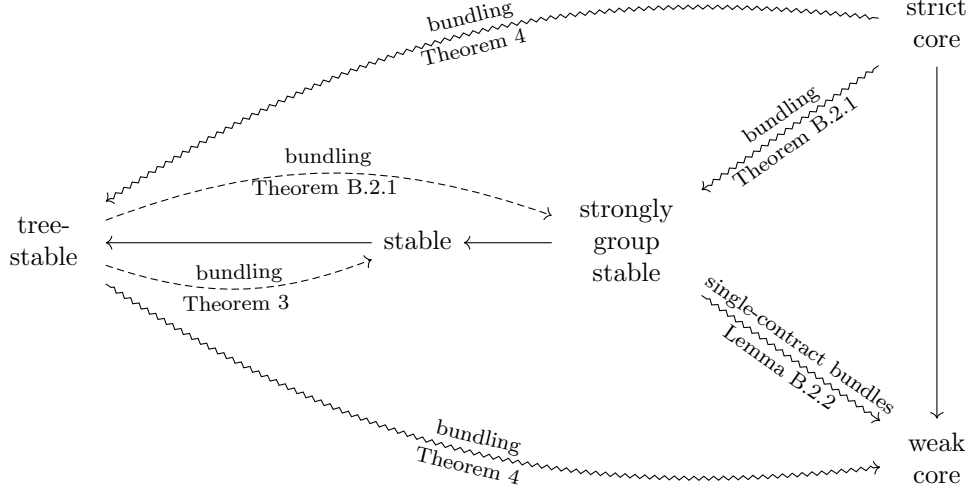 strict
core
bundling
Theorem 4
bundling
Theorem B.2.1
bundling
Theorem B.2.1
tree-
stable
stable
strongly
group
stable
bundling
Theorem 3
single-contract bundles
Lemma B.2.2
bundling
Theorem 4
weak
core